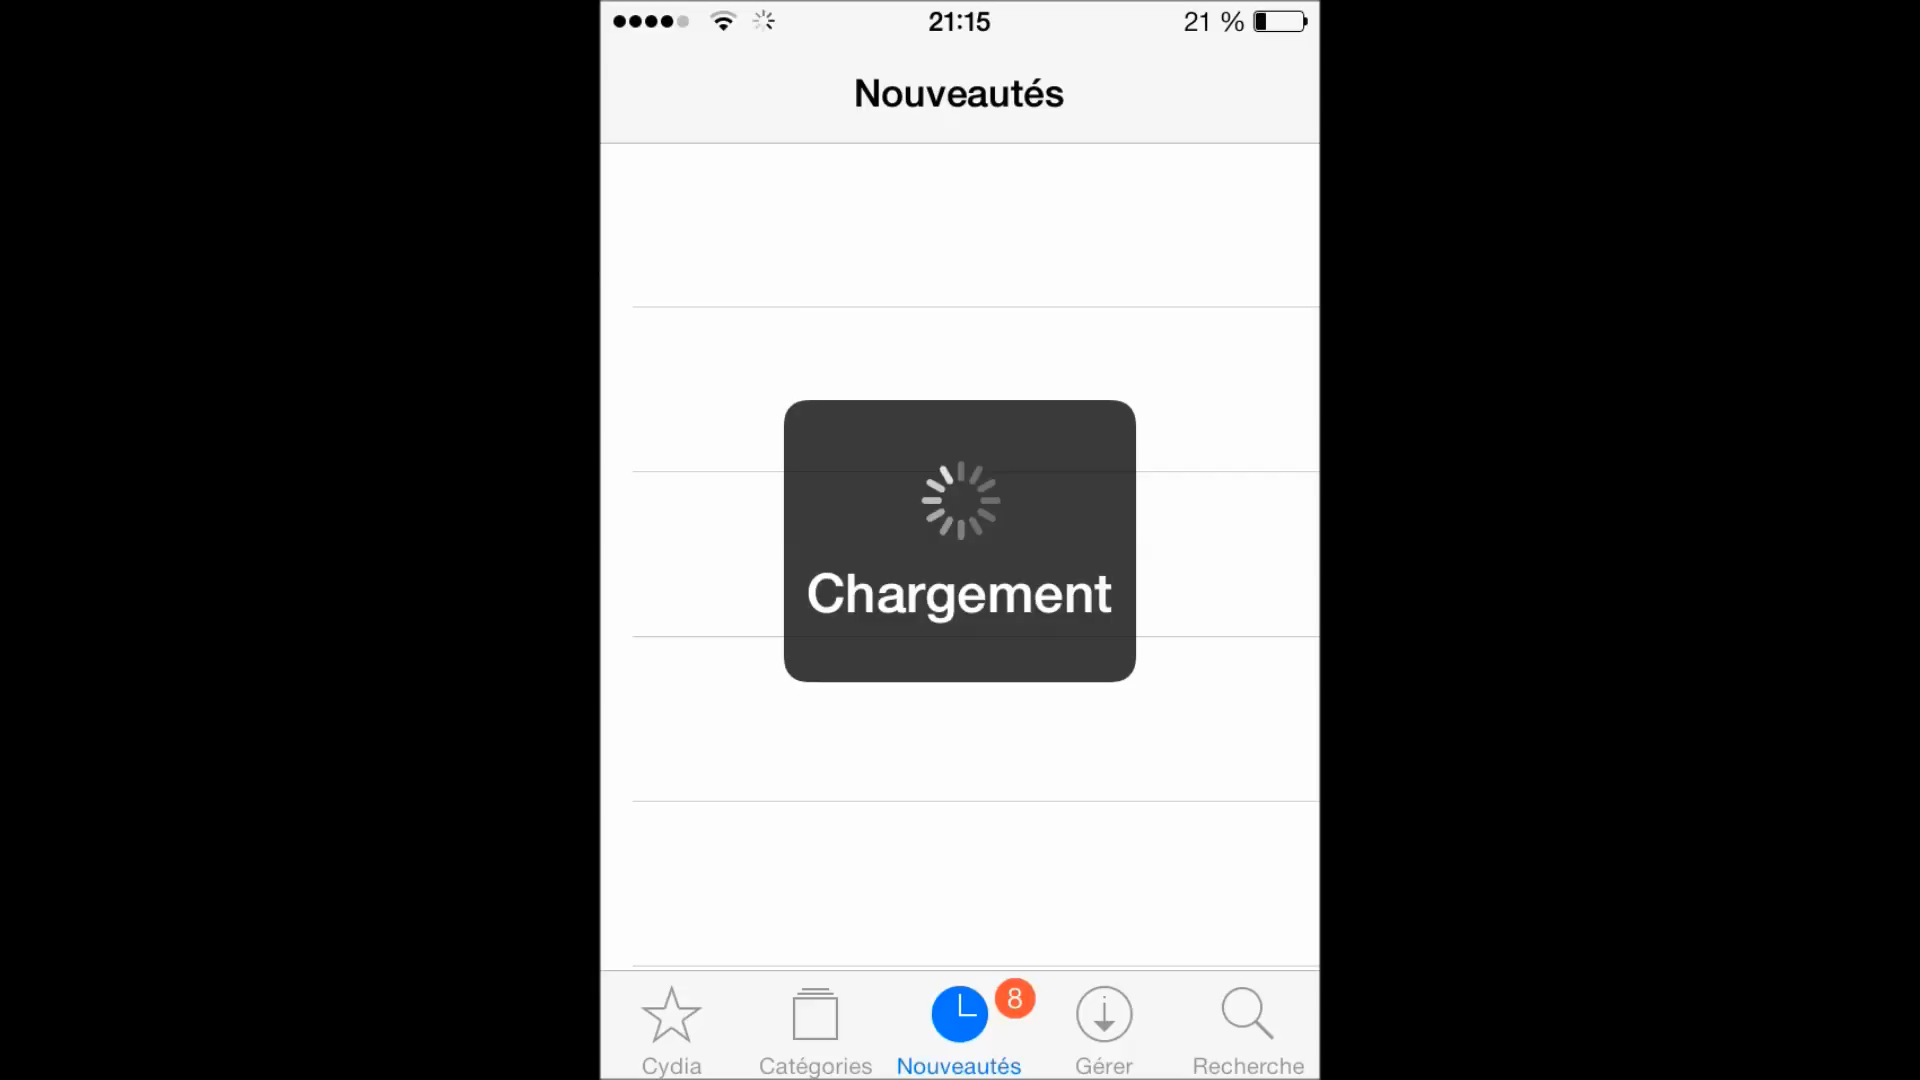 21:15
21 %
Nouveautés
Chargement
8
Cydia
Catégories
Nouveautés
Gérer
Recherche